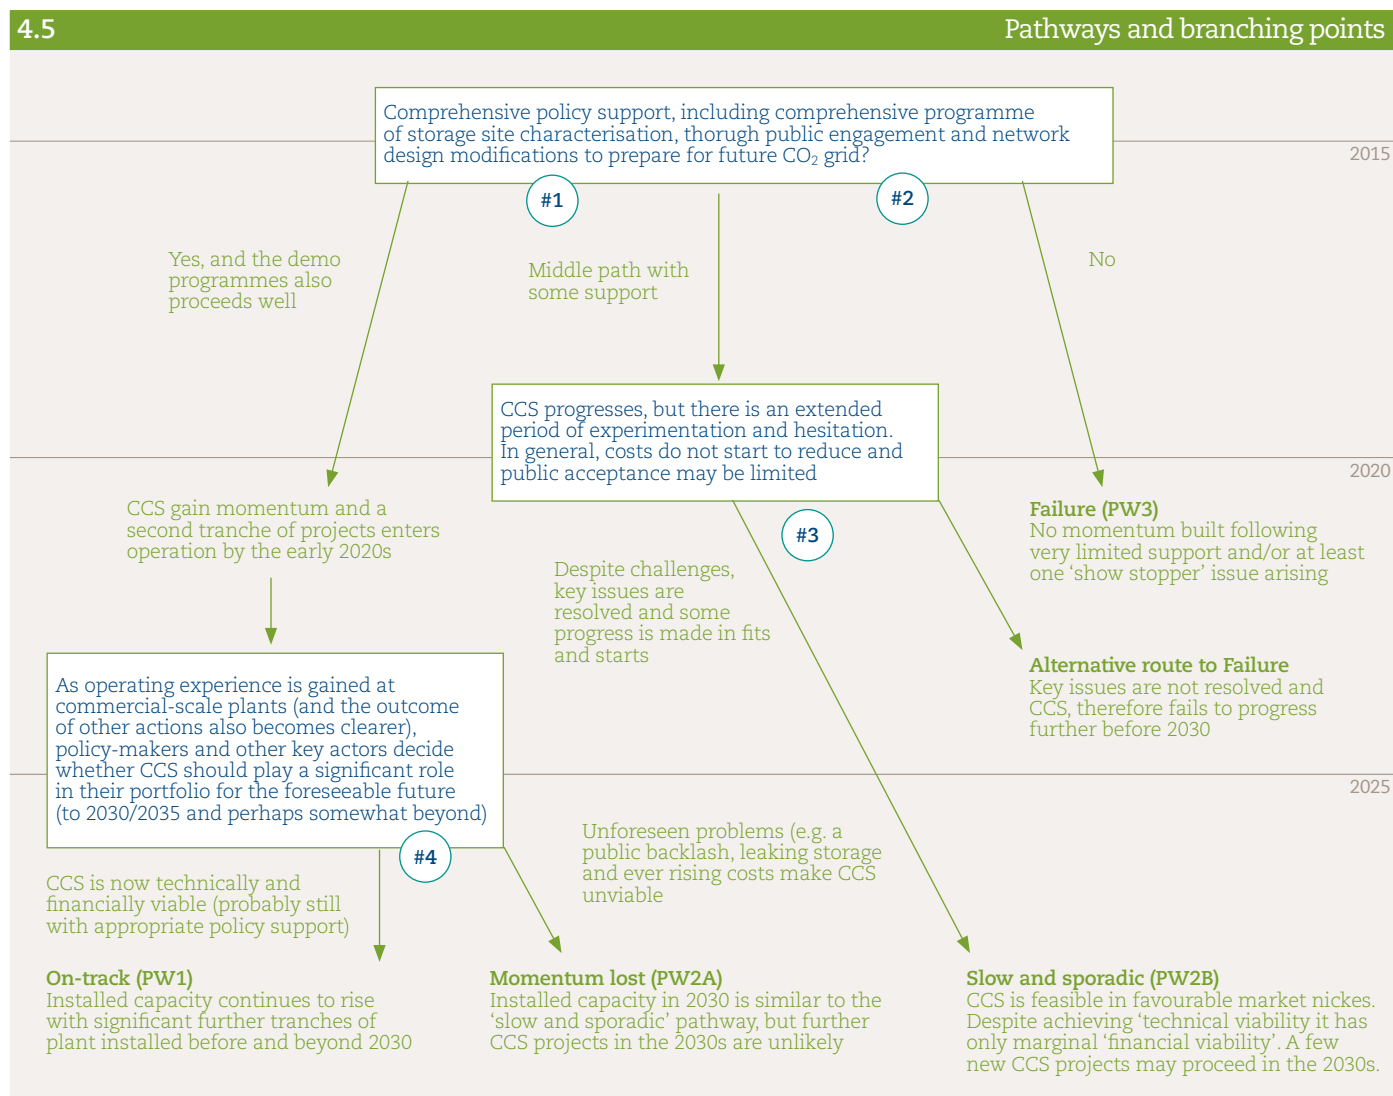 4.5
Pathways and branching points
Comprehensive policy support, including comprehensive programme
of storage site characterisation, thorugh public engagement and network
design modifications to prepare for future CO₂ grid?
2015
#1
#2
Yes, and the demo
programmes also
proceeds well
Middle path with
some support
No
CCS progresses, but there is an extended
period of experimentation and hesitation.
In general, costs do not start to reduce and
public acceptance may be limited
2020
CCS gain momentum and a
second tranche of projects enters
operation by the early 2020s
#3
Failure (PW3)
No momentum built following
very limited support and/or at least
one ‘show stopper’ issue arising
Despite challenges,
key issues are
resolved and some
progress is made in fits
and starts
Alternative route to Failure
Key issues are not resolved and
CCS, therefore fails to progress
further before 2030
As operating experience is gained at
commercial-scale plants (and the outcome
of other actions also becomes clearer),
policy-makers and other key actors decide
whether CCS should play a significant role
in their portfolio for the foreseeable future
(to 2030/2035 and perhaps somewhat beyond)
2025
#4
Unforeseen problems (e.g. a
public backlash, leaking storage
and ever rising costs make CCS
unviable
CCS is now technically and
financially viable (probably still
with appropriate policy support)
On-track (PW1)
Installed capacity continues to rise
with significant further tranches of
plant installed before and beyond 2030
Momentum lost (PW2A)
Installed capacity in 2030 is similar to the
‘slow and sporadic’ pathway, but further
CCS projects in the 2030s are unlikely
Slow and sporadic (PW2B)
CCS is feasible in favourable market nickes.
Despite achieving ‘technical viability it has
only marginal ‘financial viability’. A few
new CCS projects may proceed in the 2030s.